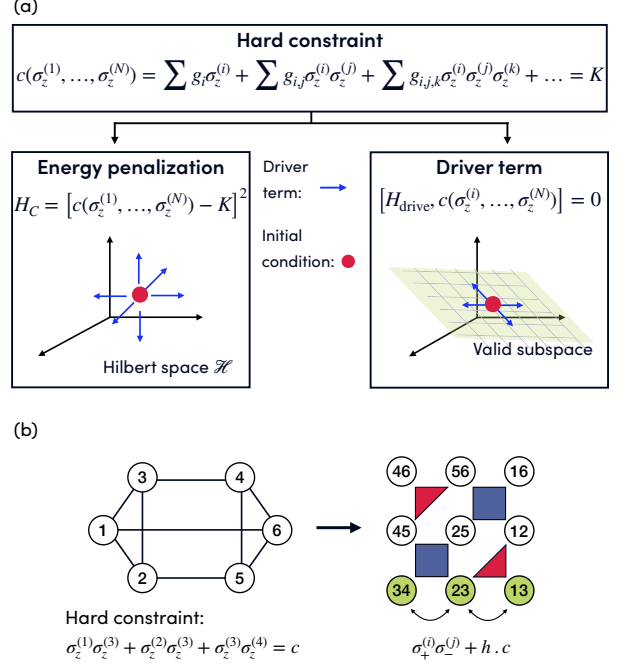 (a)
Hard constraint
c(σ_z^{(1)}, …, σ_z^{(N)}) = ∑ g_i σ_z^{(i)} + ∑ g_{i,j} σ_z^{(i)} σ_z^{(j)} + ∑ g_{i,j,k} σ_z^{(i)} σ_z^{(j)} σ_z^{(k)} + … = K
Energy penalization
H_C = [c(σ_z^{(1)}, …, σ_z^{(N)}) − K]^2
Hilbert space ℋ
Driver
term:
Initial
condition:
Driver term
[H_drive, c(σ_z^{(i)}, …, σ_z^{(N)})] = 0
Valid subspace
(b)
3 4
1 6
2 5
Hard constraint:
σ_z^{(1)} σ_z^{(3)} + σ_z^{(2)} σ_z^{(3)} + σ_z^{(3)} σ_z^{(4)} = c
46 56 16
45 25 12
34 23 13
σ_+^{(i)} σ_−^{(j)} + h . c